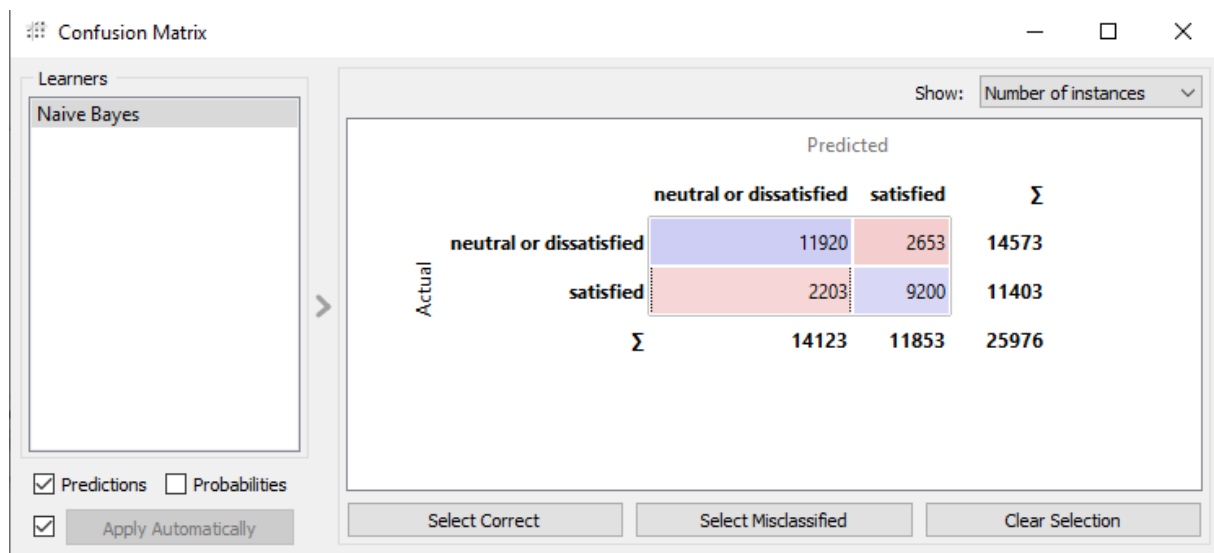 Confusion Matrix
Learners
Naive Bayes
Show: Number of instances
Predicted
neutral or dissatisfied satisfied Σ
Actual
neutral or dissatisfied 11920 2653 14573
satisfied 2203 9200 11403
Σ 14123 11853 25976
Predictions Probabilities
Apply Automatically
Select Correct Select Misclassified Clear Selection